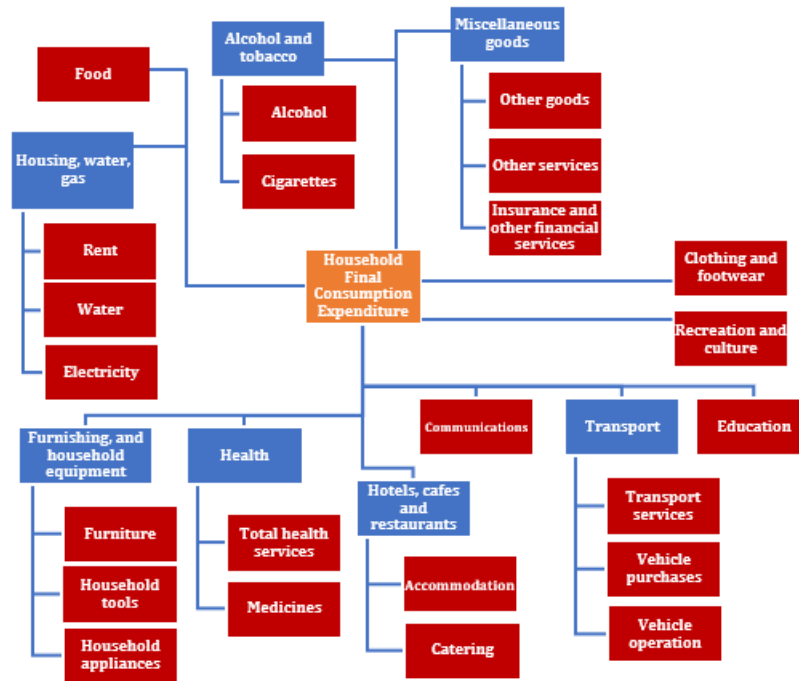 Food
Alcohol and
tobacco
Miscellaneous
goods
Alcohol
Cigarettes
Other goods
Other services
Insurance and
other financial
services
Housing, water,
gas
Rent
Water
Electricity
Household
Final
Consumption
Expenditure
Clothing and
footwear
Recreation and
culture
Furnishing, and
household
equipment
Furniture
Household
tools
Household
appliances
Health
Total health
services
Medicines
Hotels, cafes
and
restaurants
Accommodation
Catering
Communications
Transport
Transport
services
Vehicle
purchases
Vehicle
operation
Education